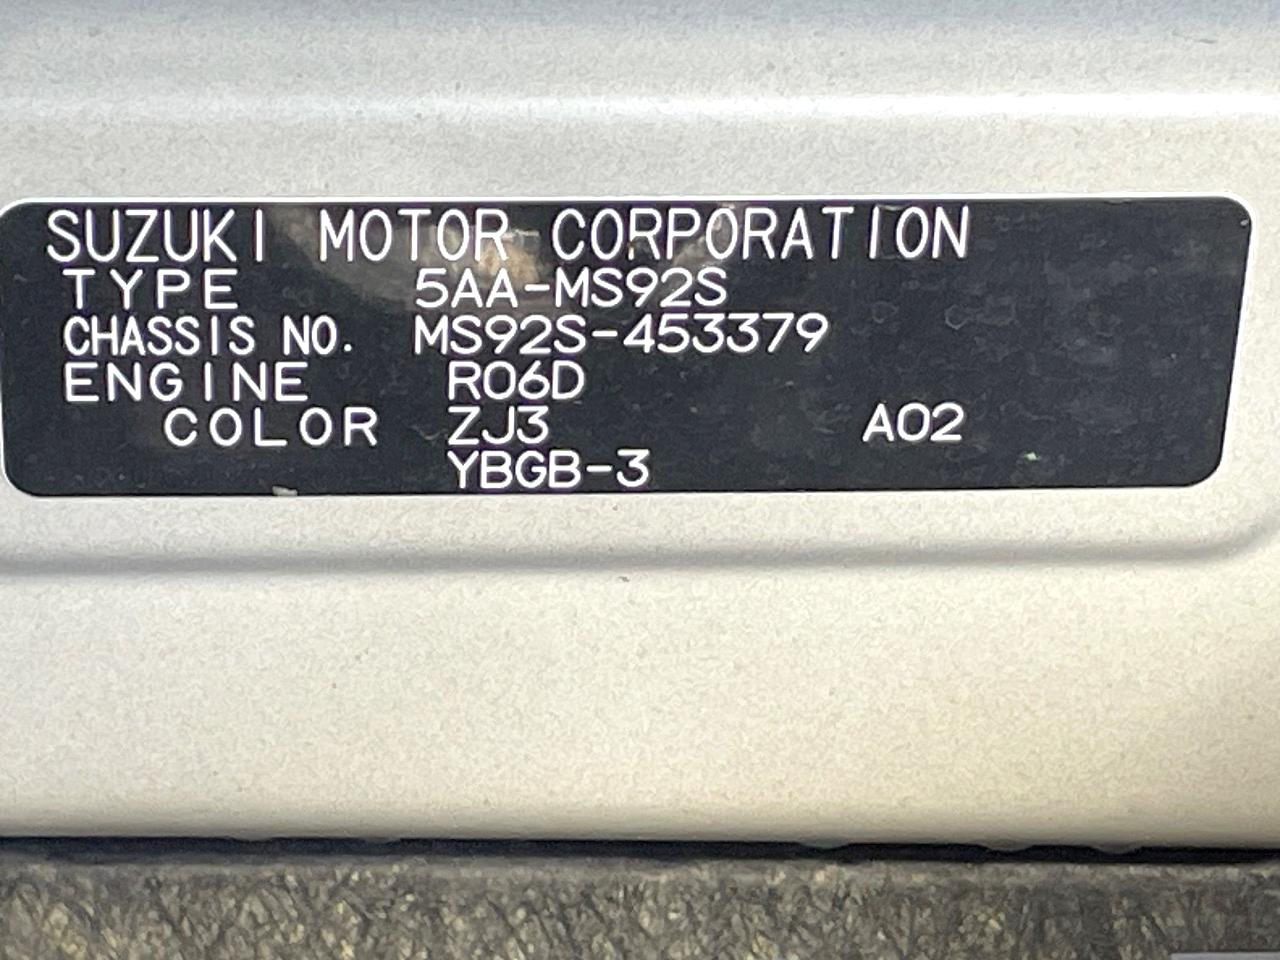 SUZUKI MOTOR CORPORATION
TYPE 5AA-MS92S
CHASSIS NO. MS92S-453379
ENGINE R06D
COLOR ZJ3 A02
YBGB-3